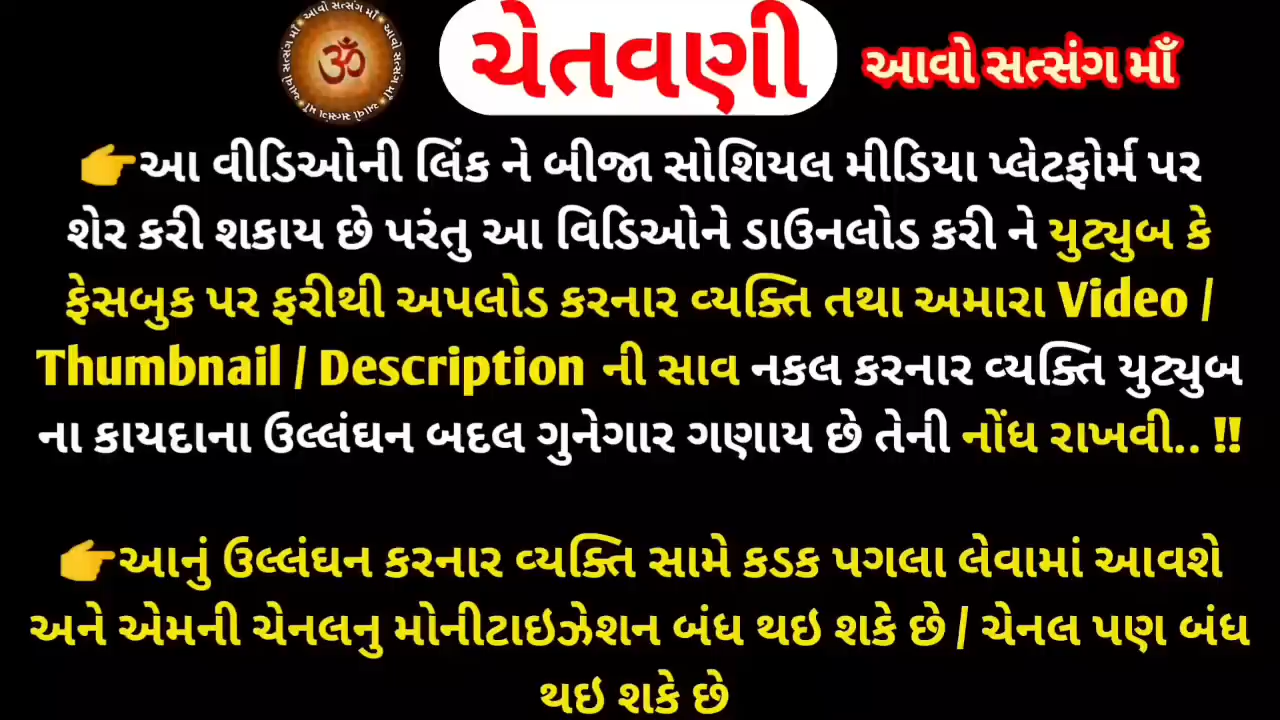 આવો સત્સંગ માઁ
ૐ
ચેતવણી
આવો સત્સંગ માઁ
👉આ વીડિઓની લિંક ને બીજા સોશિયલ મીડિયા પ્લેટફોર્મ પર
શેર કરી શકાય છે પરંતુ આ વિડિઓને ડાઉનલોડ કરી ને યુટ્યુબ કે
ફેસબુક પર ફરીથી અપલોડ કરનાર વ્યક્તિ તથા અમારા Video /
Thumbnail / Description ની સાવ નકલ કરનાર વ્યક્તિ યુટ્યુબ
ના કાયદાના ઉલ્લંઘન બદલ ગુનેગાર ગણાય છે તેની નોંધ રાખવી.. !!
👉આનું ઉલ્લંઘન કરનાર વ્યક્તિ સામે કડક પગલા લેવામાં આવશે
અને એમની ચેનલનુ મોનીટાઇઝેશન બંધ થઇ શકે છે / ચેનલ પણ બંધ
થઇ શકે છે